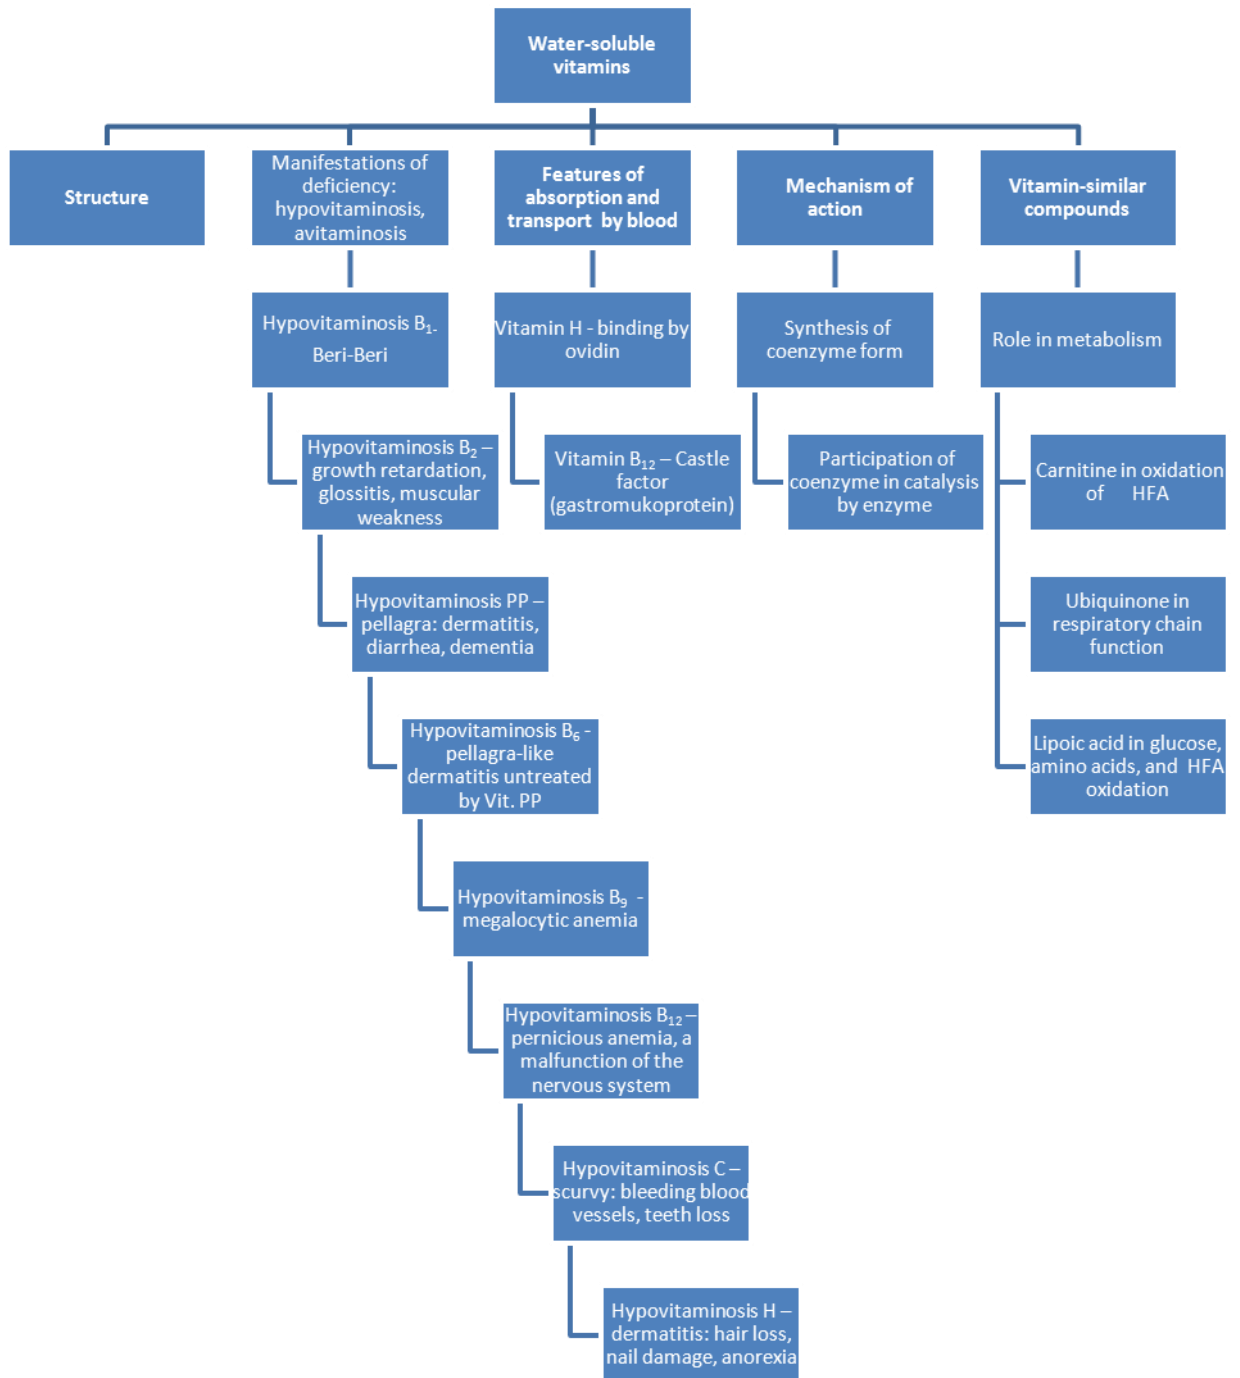 Water-soluble
vitamins
Structure
Manifestations of
deficiency:
hypovitaminosis,
avitaminosis
Features of
absorption and
transport by blood
Mechanism of
action
Vitamin-similar
compounds
Hypovitaminosis B₁-
Beri-Beri
Vitamin H - binding by
ovidin
Synthesis of
coenzyme form
Role in metabolism
Hypovitaminosis B₂ –
growth retardation,
glossitis, muscular
weakness
Vitamin B₁₂ – Castle
factor
(gastromukoprotein)
Participation of
coenzyme in catalysis
by enzyme
Carnitine in oxidation
of HFA
Hypovitaminosis PP –
pellagra: dermatitis,
diarrhea, dementia
Ubiquinone in
respiratory chain
function
Hypovitaminosis B₆ -
pellagra-like
dermatitis untreated
by Vit. PP
Lipoic acid in glucose,
amino acids, and HFA
oxidation
Hypovitaminosis B₉ -
megalocytic anemia
Hypovitaminosis B₁₂ –
pernicious anemia, a
malfunction of the
nervous system
Hypovitaminosis C –
scurvy: bleeding blood
vessels, teeth loss
Hypovitaminosis H –
dermatitis: hair loss,
nail damage, anorexia